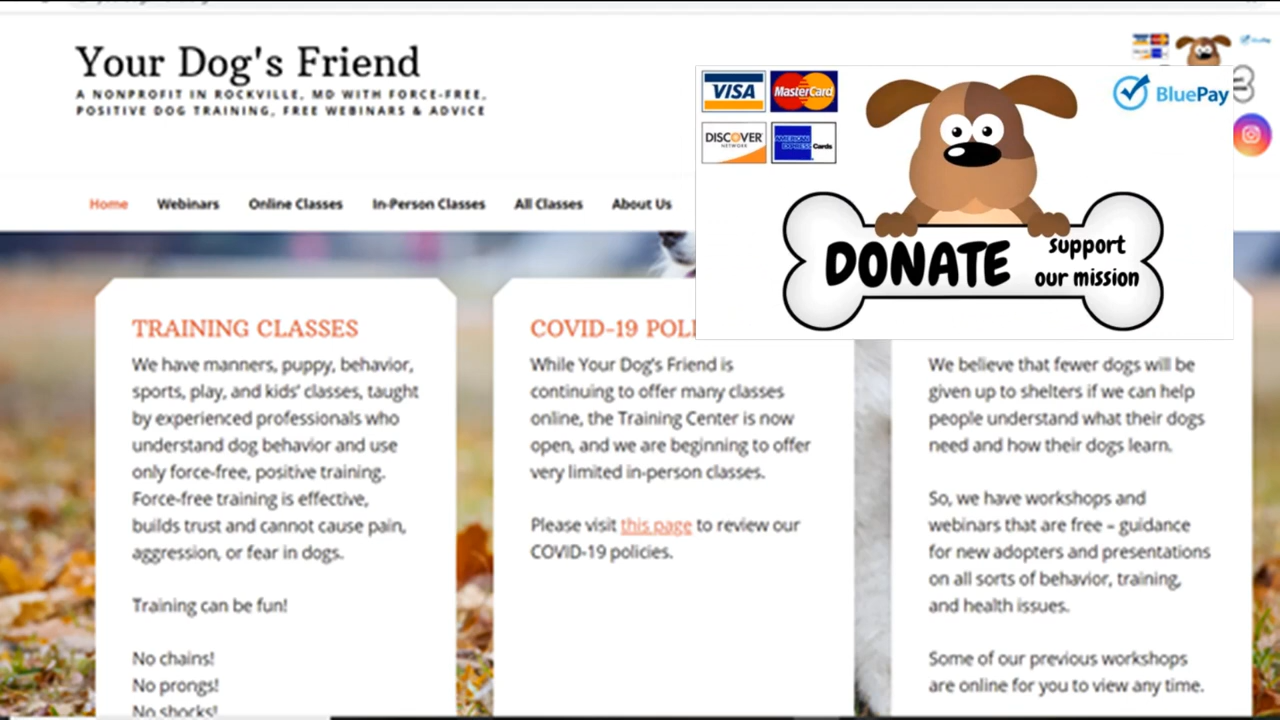 Your Dog's Friend
A NONPROFIT IN ROCKVILLE, MD WITH FORCE-FREE,
POSITIVE DOG TRAINING, FREE WEBINARS & ADVICE
VISA
MasterCard
DISCOVER
NETWORK
AMERICAN
EXPRESS
Cards
BluePay
DONATE
support
our mission
Home
Webinars
Online Classes
In-Person Classes
All Classes
About Us
TRAINING CLASSES
We have manners, puppy, behavior,
sports, play, and kids' classes, taught
by experienced professionals who
understand dog behavior and use
only force-free, positive training.
Force-free training is effective,
builds trust and cannot cause pain,
aggression, or fear in dogs.
Training can be fun!
No chains!
No prongs!
No shocks!
COVID-19
While Your Dog's Friend is
continuing to offer many classes
online, the Training Center is now
open, and we are beginning to offer
very limited in-person classes.
Please visit this page to review our
COVID-19 policies.
We believe that fewer dogs will be
given up to shelters if we can help
people understand what their dogs
need and how their dogs learn.
So, we have workshops and
webinars that are free – guidance
for new adopters and presentations
on all sorts of behavior, training,
and health issues.
Some of our previous workshops
are online for you to view any time.